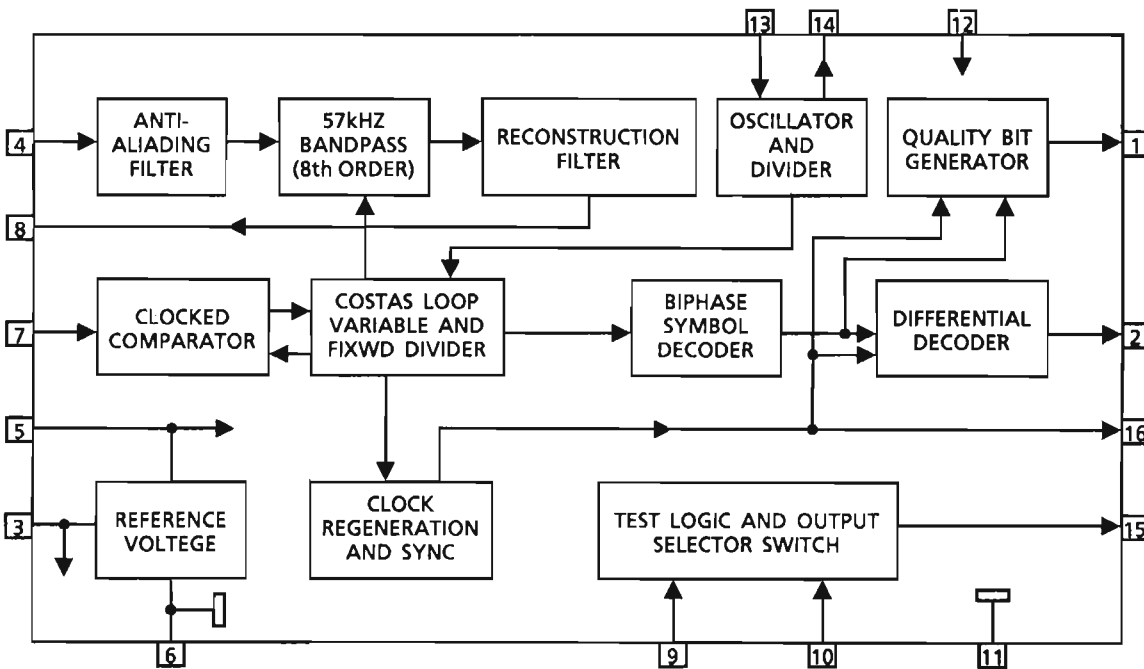 13
14
12
ANTI-
ALIADING
FILTER
57kHZ
BANDPASS
(8th ORDER)
RECONSTRUCTION
FILTER
OSCILLATOR
AND
DIVIDER
QUALITY BIT
GENERATOR
4
1
8
CLOCKED
COMPARATOR
COSTAS LOOP
VARIABLE AND
FIXWD DIVIDER
BIPHASE
SYMBOL
DECODER
DIFFERENTIAL
DECODER
7
2
5
16
3
REFERENCE
VOLTEGE
CLOCK
REGENERATION
AND SYNC
TEST LOGIC AND OUTPUT
SELECTOR SWITCH
15
6
9
10
11